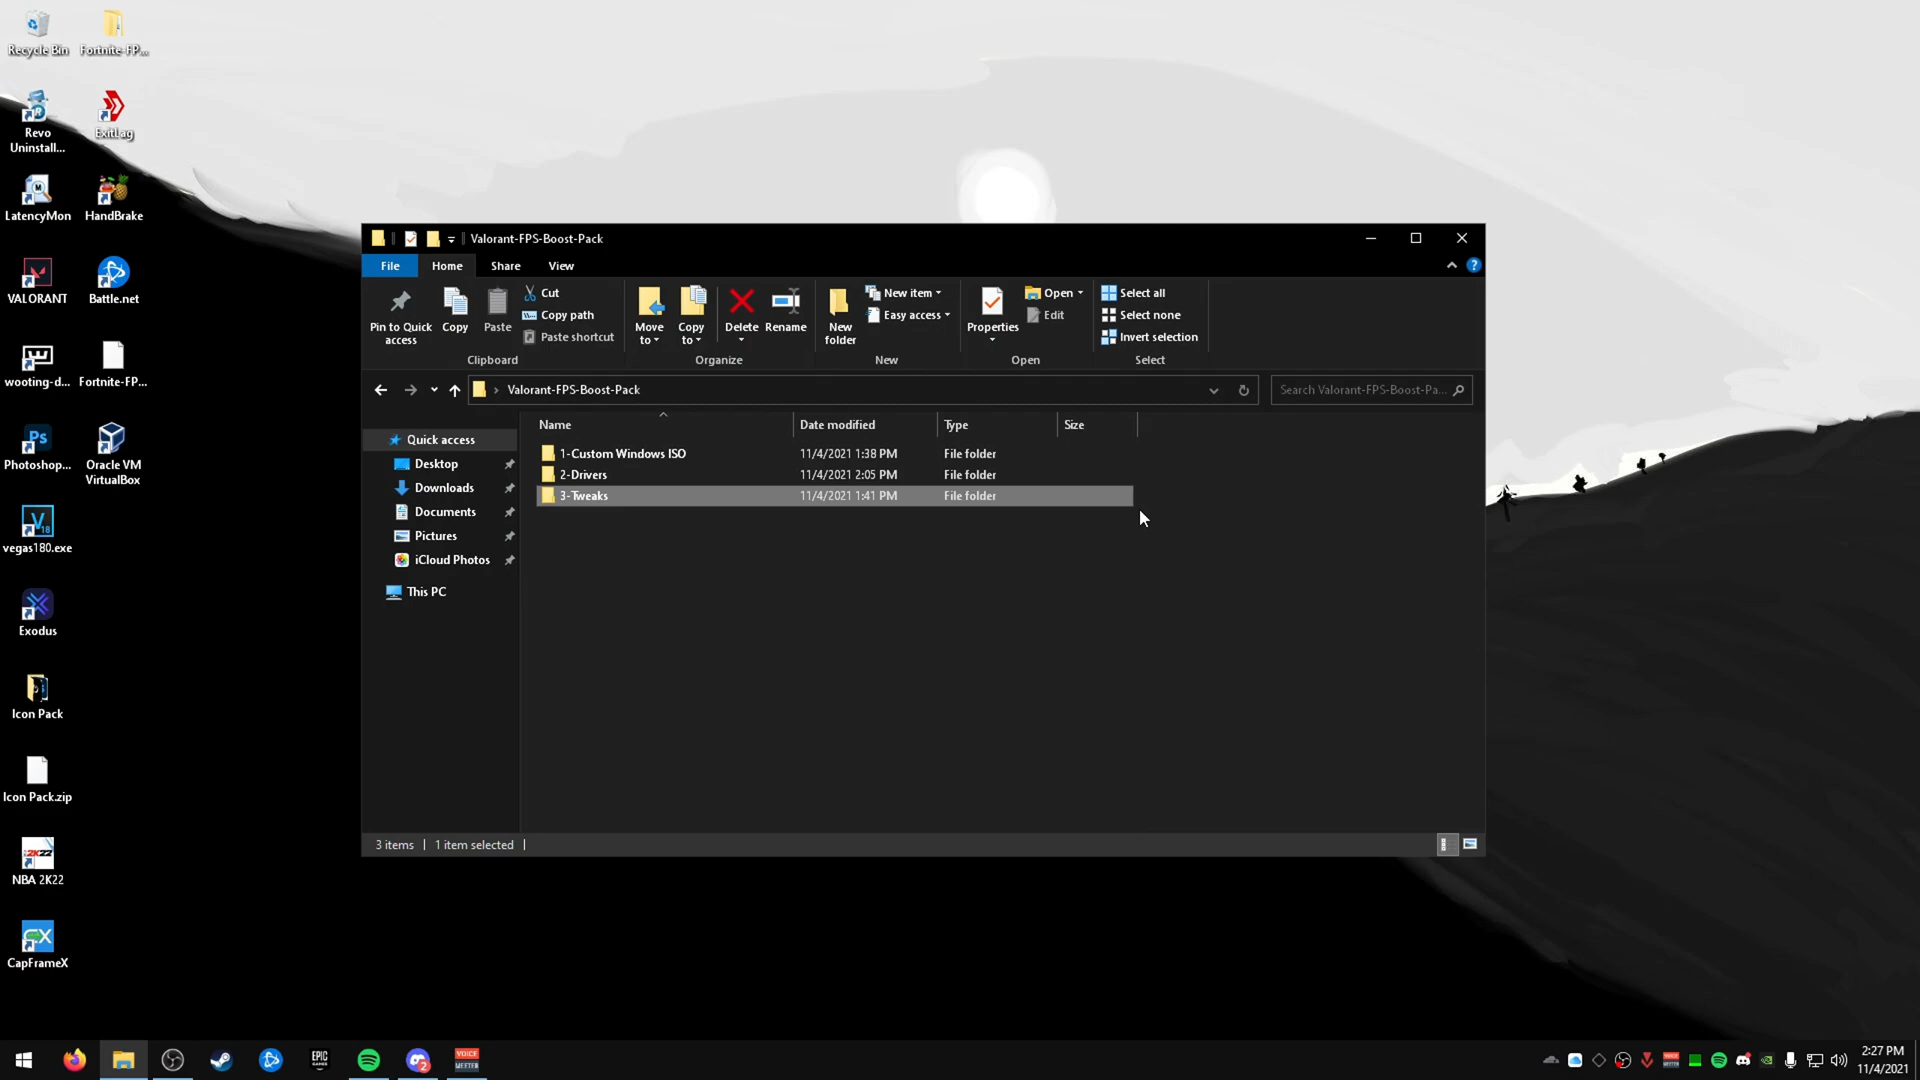 Recycle Bin
Fortnite-FP...
Revo
Uninstall...
ExitLag
LatencyMon
HandBrake
VALORANT
Battle.net
wooting-d...
Fortnite-FP...
Photoshop...
Oracle VM
VirtualBox
vegas180.exe
Exodus
Icon Pack
Icon Pack.zip
NBA 2K22
CapFrameX
Valorant-FPS-Boost-Pack
File
Home
Share
View
Pin to Quick
access
Copy
Paste
Cut
Copy path
Paste shortcut
Clipboard
Move
to
Copy
to
Delete
Rename
Organize
New
folder
New item
Easy access
New
Properties
Open
Edit
Open
Select all
Select none
Invert selection
Select
Valorant-FPS-Boost-Pack
Search Valorant-FPS-Boost-Pa...
Name
Date modified
Type
Size
1-Custom Windows ISO 11/4/2021 1:38 PM File folder
2-Drivers 11/4/2021 2:05 PM File folder
3-Tweaks 11/4/2021 1:41 PM File folder
Quick access
Desktop
Downloads
Documents
Pictures
iCloud Photos
This PC
3 items
1 item selected
EPIC
GAMES
2
VOICE
MEETER
2:27 PM
11/4/2021